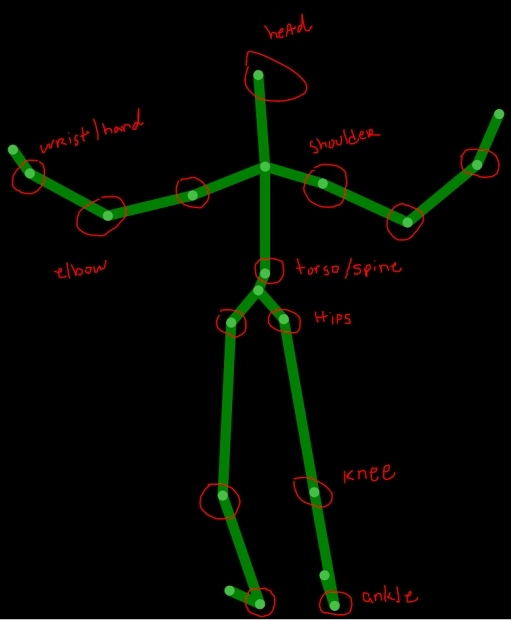 head
wrist/hand
shoulder
elbow
torso/spine
Hips
knee
ankle